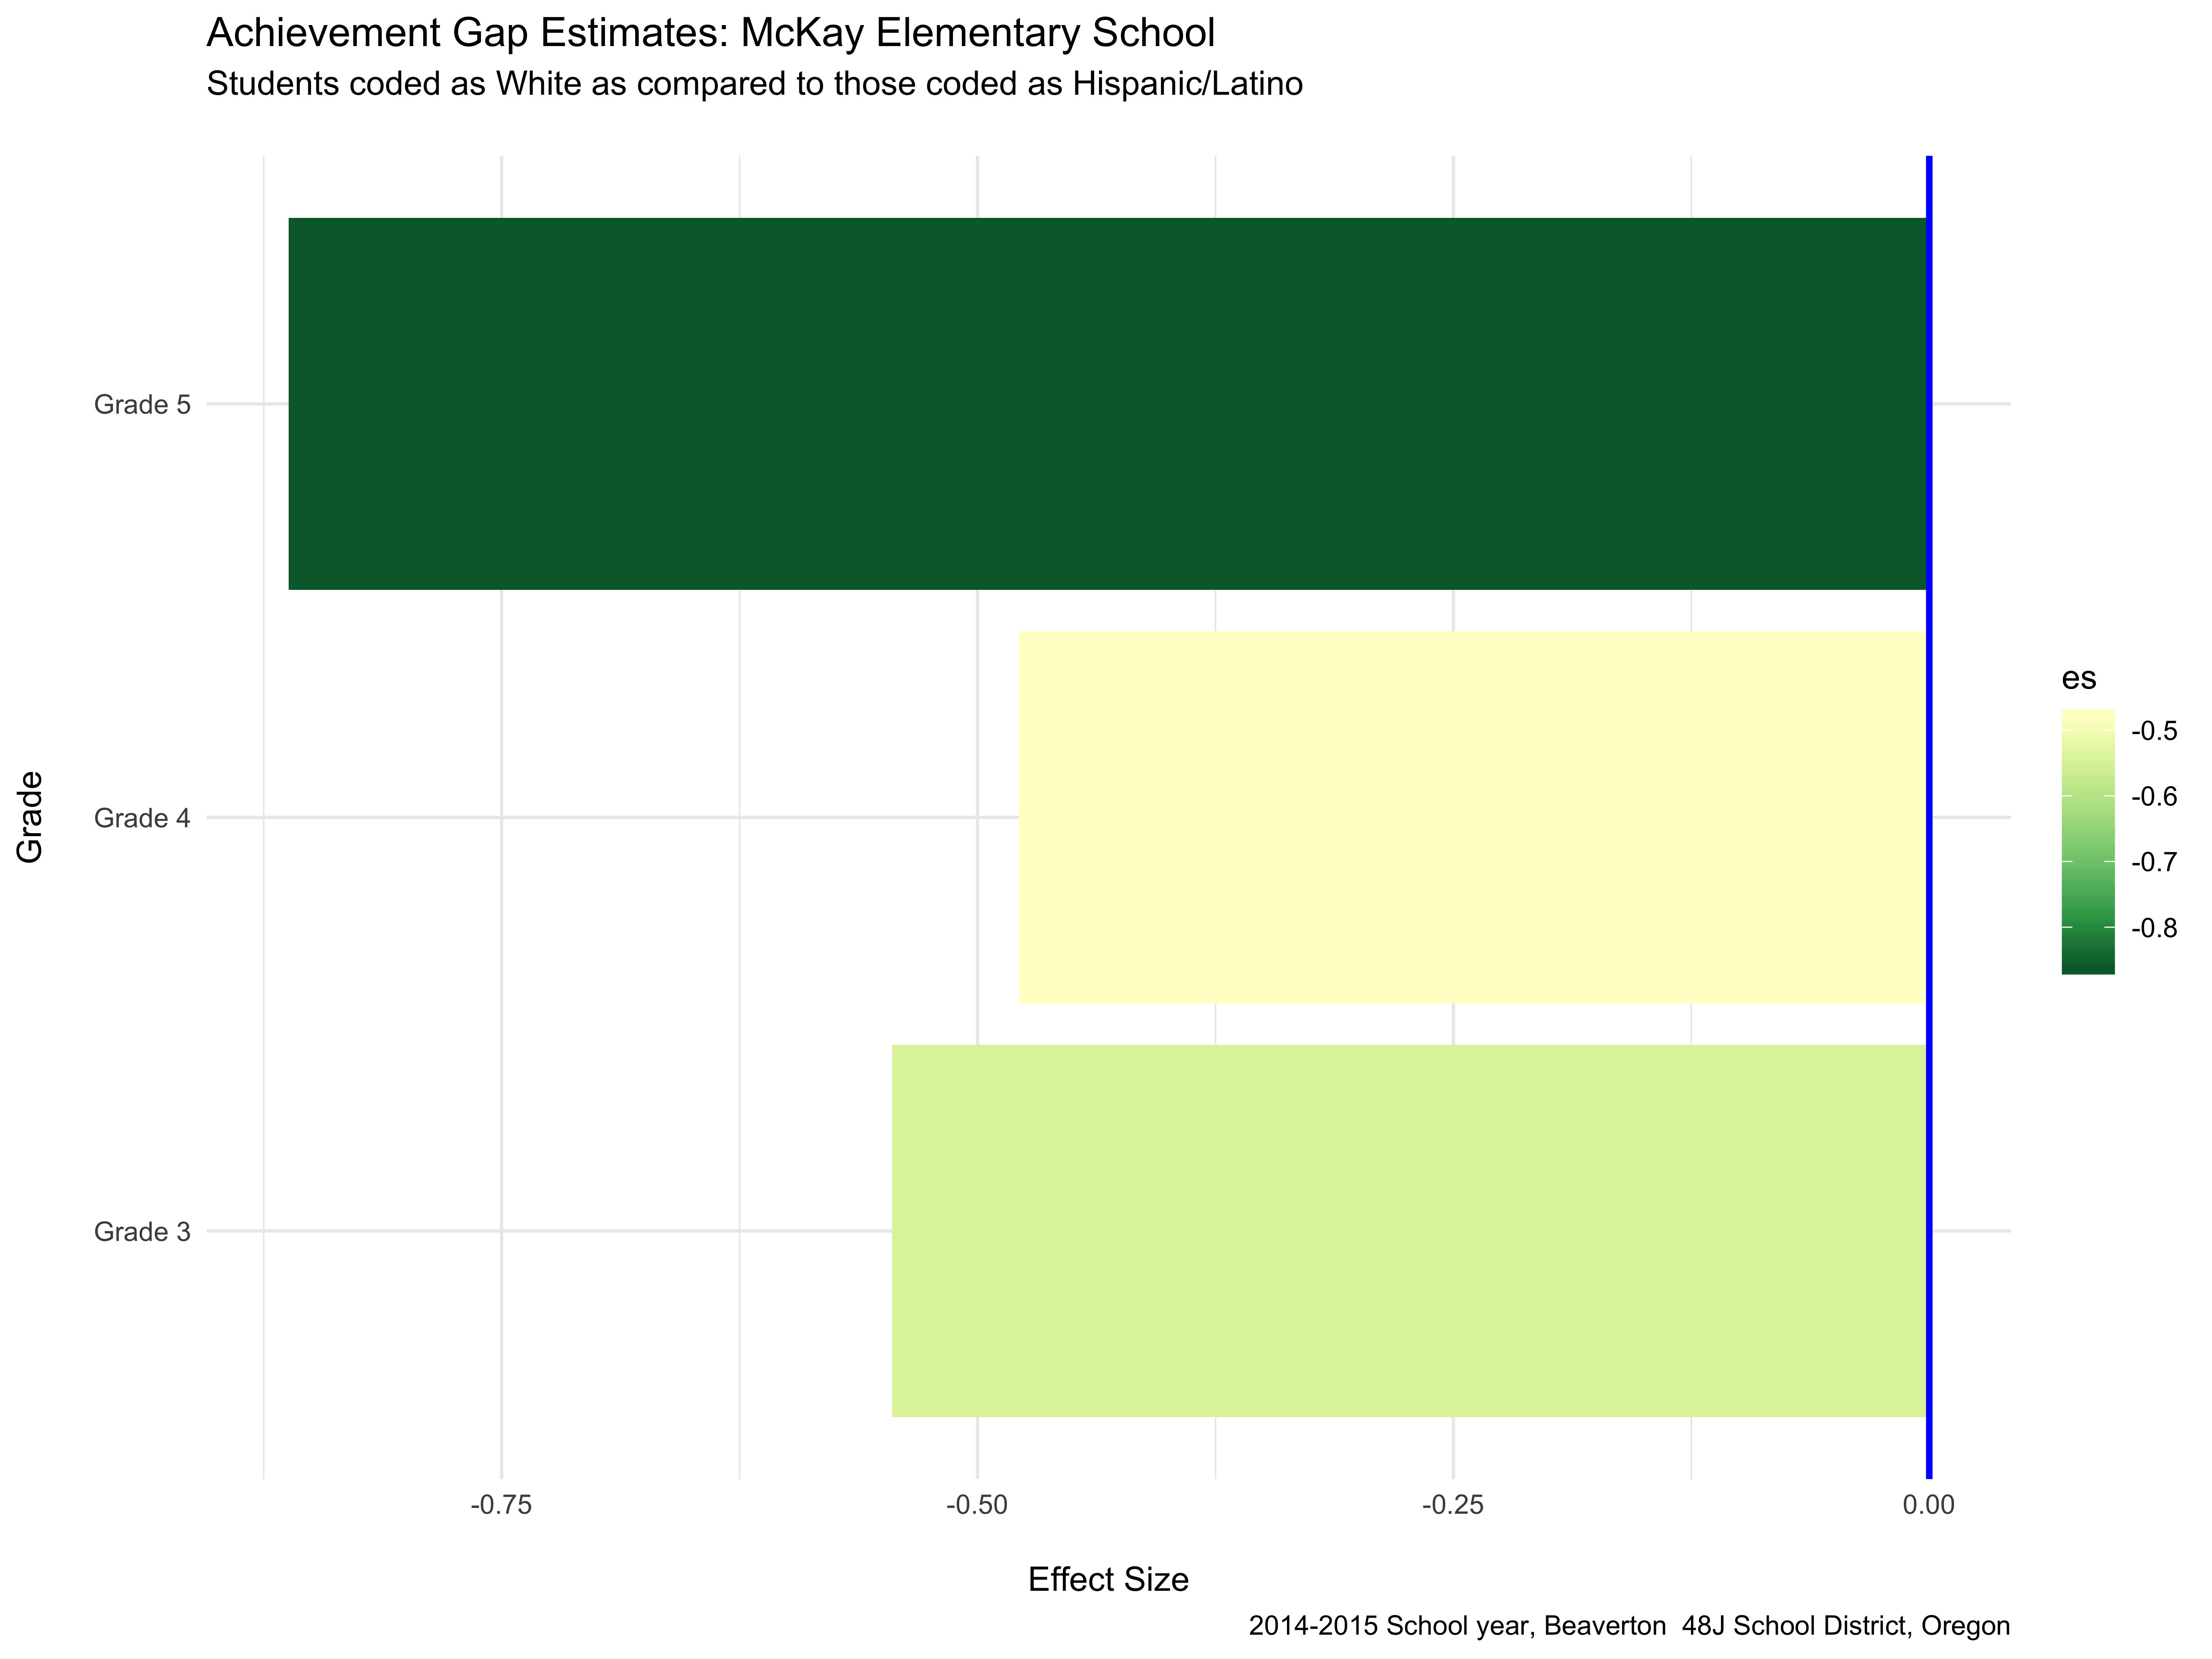 Achievement Gap Estimates: McKay Elementary School
Students coded as White as compared to those coded as Hispanic/Latino
Grade 5
Grade 4
Grade 3
Grade
-0.75
-0.50
-0.25
0.00
Effect Size
es
-0.5
-0.6
-0.7
-0.8
2014-2015 School year, Beaverton  48J School District, Oregon